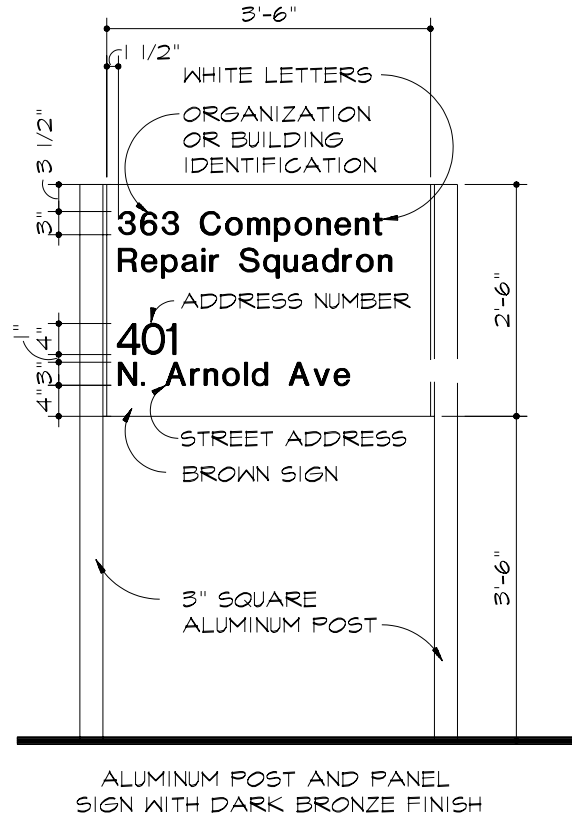 3'-6"
1 1/2"
WHITE LETTERS
ORGANIZATION
OR BUILDING
IDENTIFICATION
3 1/2"
3"
363 Component
Repair Squadron
ADDRESS NUMBER
2'-6"
1"
4"
401
3"
N. Arnold Ave
4"
STREET ADDRESS
BROWN SIGN
3'-6"
3" SQUARE
ALUMINUM POST
ALUMINUM POST AND PANEL
SIGN WITH DARK BRONZE FINISH